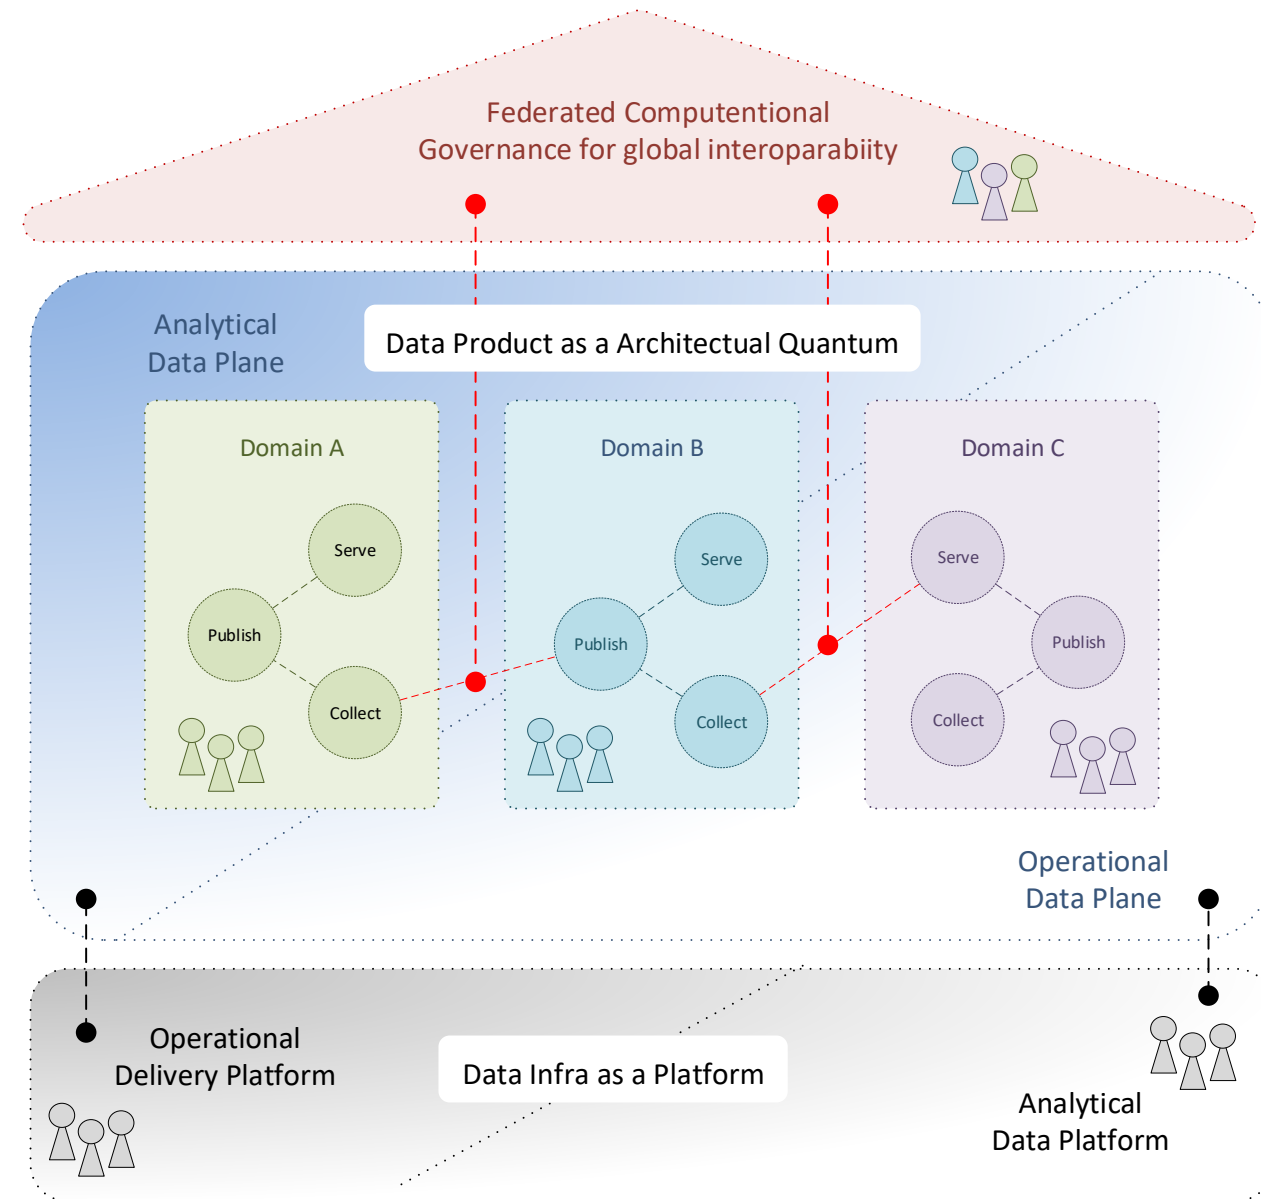 Federated Computentional
Governance for global interoparabiity
Analytical
Data Plane
Data Product as a Architectual Quantum
Domain A
Serve
Publish
Collect
Domain B
Serve
Publish
Collect
Domain C
Serve
Publish
Collect
Operational
Data Plane
Operational
Delivery Platform
Data Infra as a Platform
Analytical
Data Platform